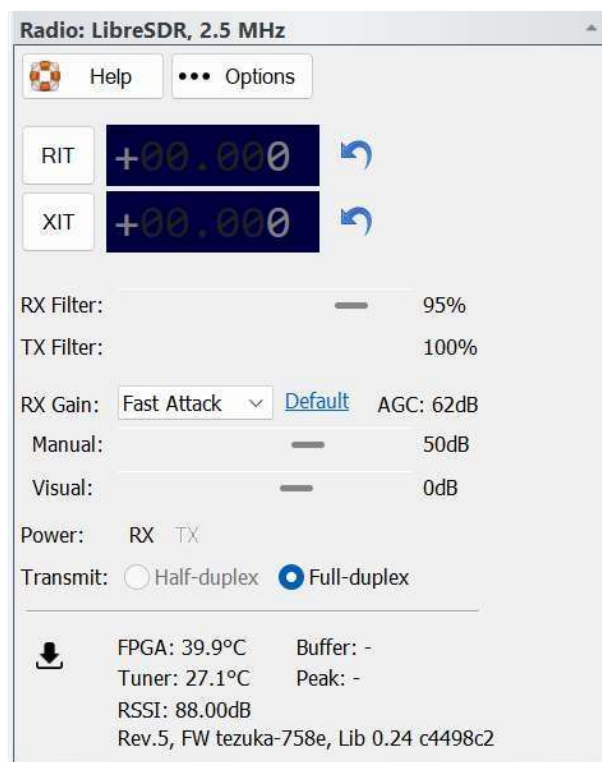 Radio: LibreSDR, 2.5 MHz
Help ••• Options
RIT +00.000
XIT +00.000
RX Filter: 95%
TX Filter: 100%
RX Gain: Fast Attack Default AGC: 62dB
Manual: 50dB
Visual: 0dB
Power: RX TX
Transmit: Half-duplex Full-duplex
FPGA: 39.9°C Buffer: -
Tuner: 27.1°C Peak: -
RSSI: 88.00dB
Rev.5, FW tezuka-758e, Lib 0.24 c4498c2